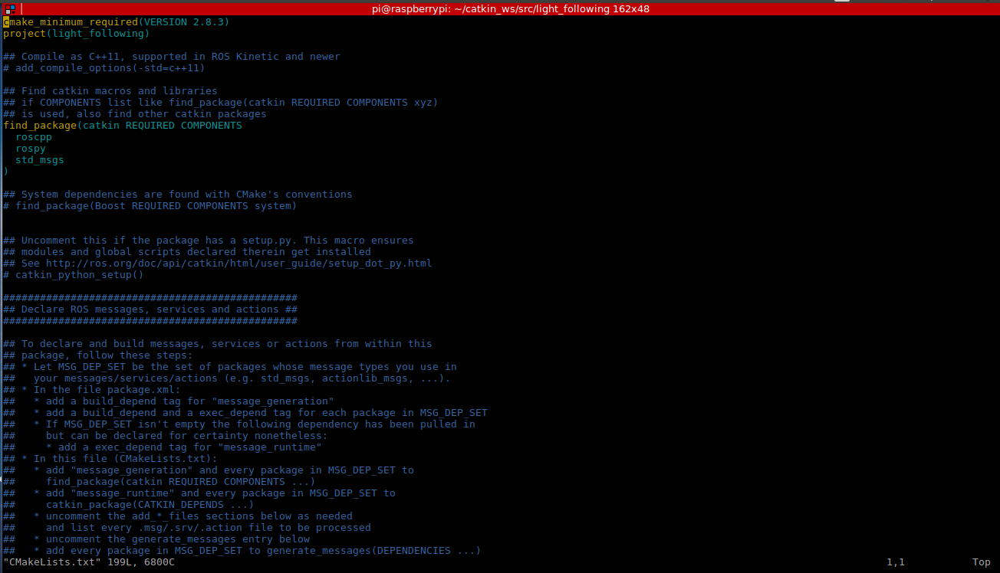 pi@raspberrypi: ~/catkin_ws/src/light_following 162x48
cmake_minimum_required(VERSION 2.8.3)
project(light_following)

## Compile as C++11, supported in ROS Kinetic and newer
# add_compile_options(-std=c++11)

## Find catkin macros and libraries
## if COMPONENTS list like find_package(catkin REQUIRED COMPONENTS xyz)
## is used, also find other catkin packages
find_package(catkin REQUIRED COMPONENTS
  roscpp
  rospy
  std_msgs
)

## System dependencies are found with CMake's conventions
# find_package(Boost REQUIRED COMPONENTS system)


## Uncomment this if the package has a setup.py. This macro ensures
## modules and global scripts declared therein get installed
## See http://ros.org/doc/api/catkin/html/user_guide/setup_dot_py.html
# catkin_python_setup()

################################################
## Declare ROS messages, services and actions ##
################################################

## To declare and build messages, services or actions from within this
## package, follow these steps:
## * Let MSG_DEP_SET be the set of packages whose message types you use in
##   your messages/services/actions (e.g. std_msgs, actionlib_msgs, ...).
## * In the file package.xml:
##   * add a build_depend tag for "message_generation"
##   * add a build_depend and a exec_depend tag for each package in MSG_DEP_SET
##   * If MSG_DEP_SET isn't empty the following dependency has been pulled in
##     but can be declared for certainty nonetheless:
##     * add a exec_depend tag for "message_runtime"
## * In this file (CMakeLists.txt):
##   * add "message_generation" and every package in MSG_DEP_SET to
##     find_package(catkin REQUIRED COMPONENTS ...)
##   * add "message_runtime" and every package in MSG_DEP_SET to
##     catkin_package(CATKIN_DEPENDS ...)
##   * uncomment the add_*_files sections below as needed
##     and list every .msg/.srv/.action file to be processed
##   * uncomment the generate_messages entry below
##   * add every package in MSG_DEP_SET to generate_messages(DEPENDENCIES ...)
"CMakeLists.txt" 199L, 6800C 1,1 Top